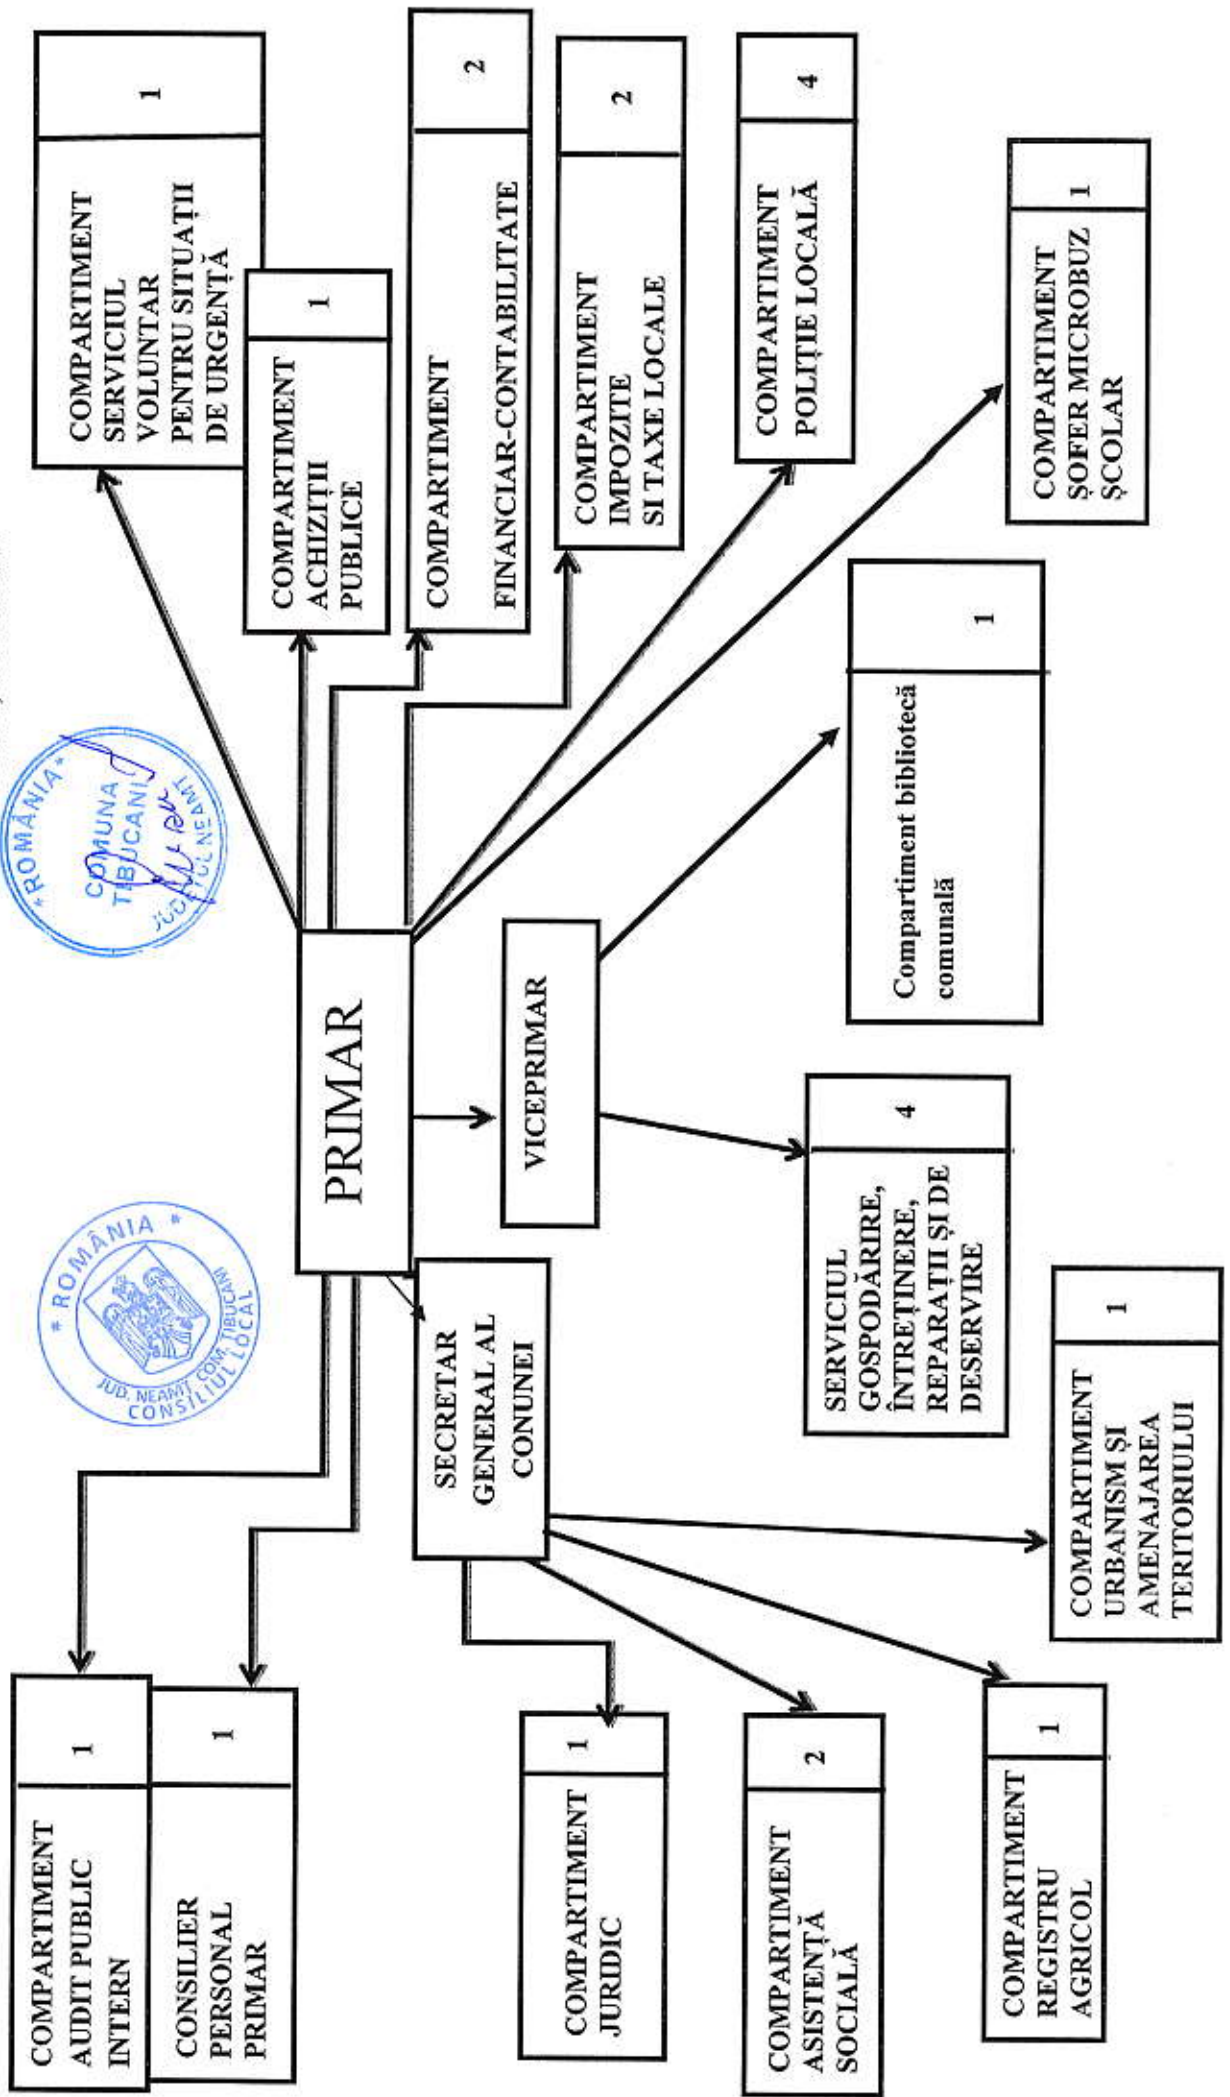 COMPARTIMENT
AUDIT PUBLIC
INTERN
1
CONSILIER
PERSONAL
PRIMAR
1
* ROMÂNIA *
JUD. NEAMȚ COM. TIBUCANI
CONSILIUL LOCAL
* ROMÂNIA *
COMUNA
TIBUCANI
JUDEȚUL NEAMȚ
PRIMAR
COMPARTIMENT
SERVICIUL
VOLUNTAR
PENTRU SITUAȚII
DE URGENȚĂ
1
COMPARTIMENT
ACHIZIȚII
PUBLICE
1
COMPARTIMENT
FINANCIAR-CONTABILITATE
2
COMPARTIMENT
IMPOZITE
SI TAXE LOCALE
2
COMPARTIMENT
POLIȚIE LOCALĂ
4
COMPARTIMENT
ȘOFER MICROBUZ
ȘCOLAR
1
SECRETAR
GENERAL AL
CONUNEI
VICEPRIMAR
COMPARTIMENT
JURIDIC
1
COMPARTIMENT
ASISTENȚĂ
SOCIALĂ
2
COMPARTIMENT
REGISTRU
AGRICOL
1
COMPARTIMENT
URBANISM ȘI
AMENAJAREA
TERITORIULUI
1
SERVICIUL
GOSPODĂRIRE,
ÎNTREȚINERE,
REPARAȚII ȘI DE
DESERVIRE
4
Compartiment bibliotecă
comunală
1